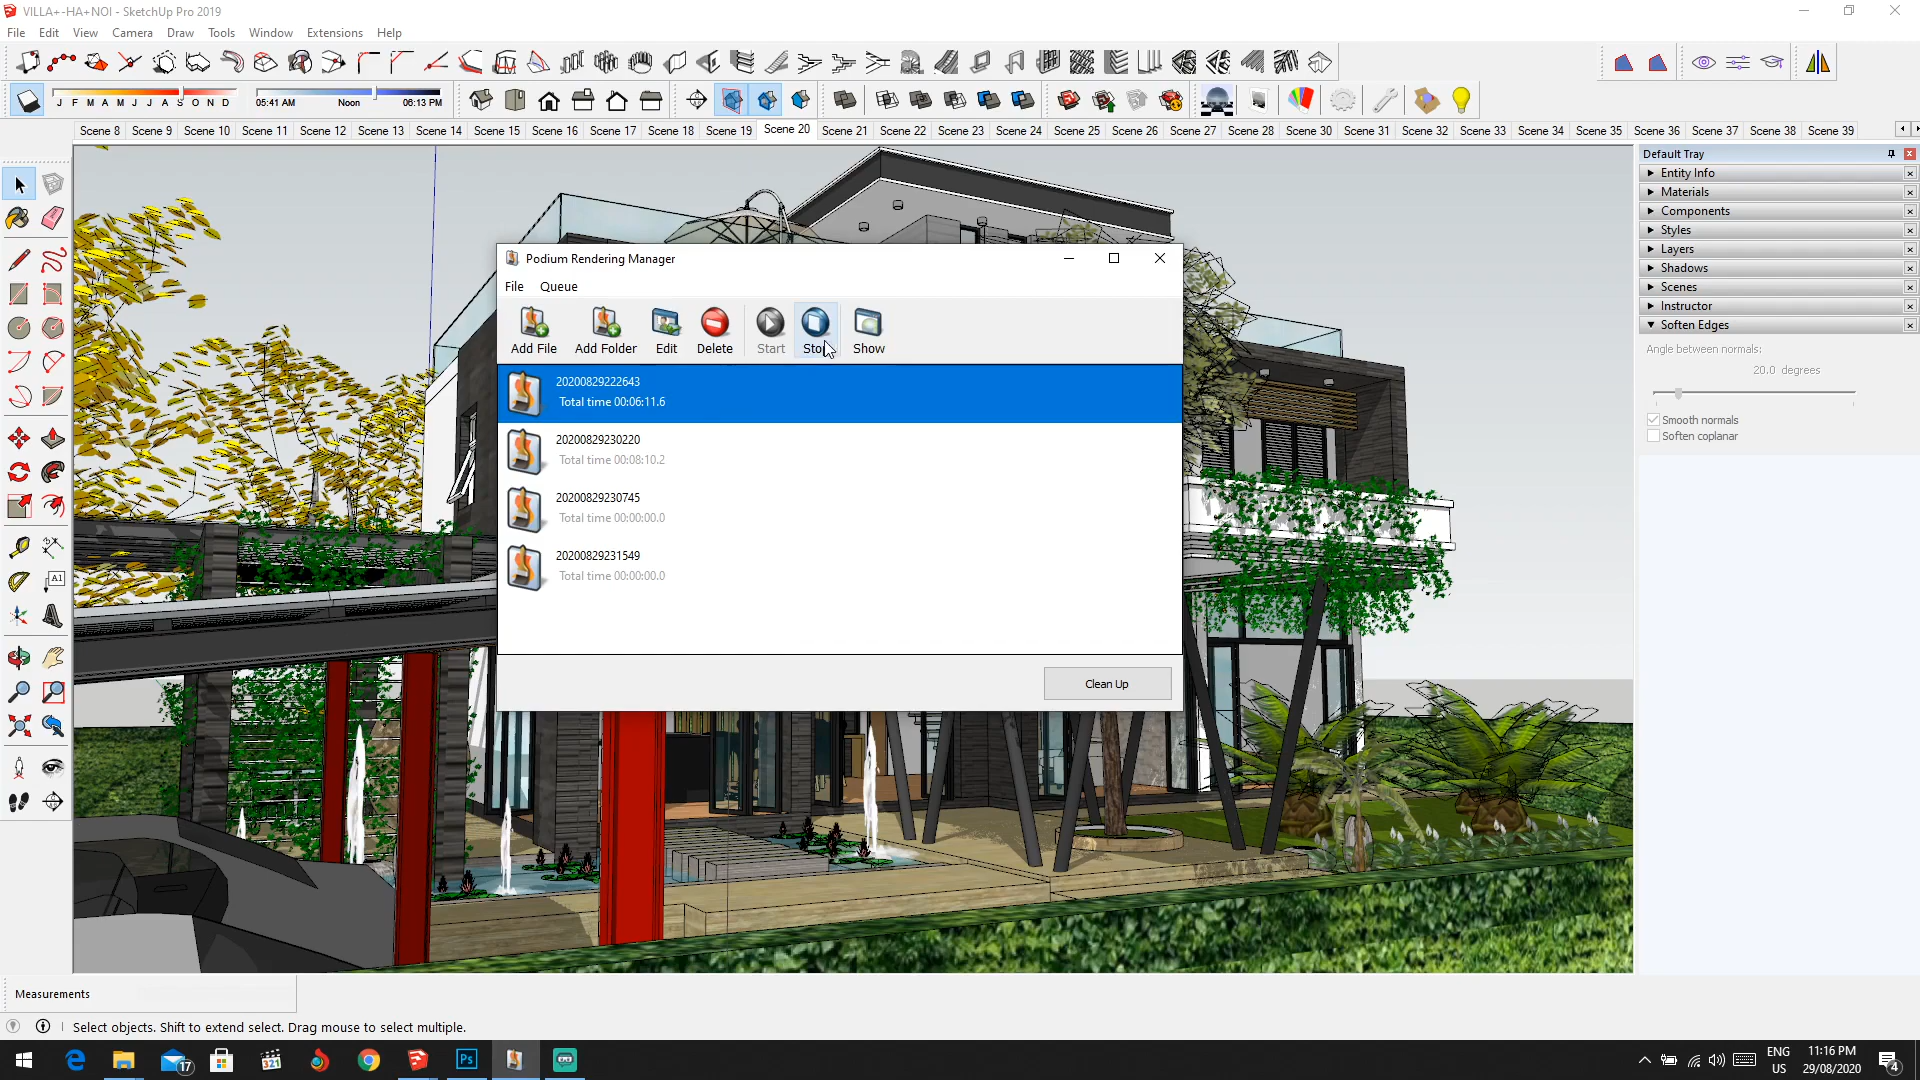 VILLA+-HA+NOI - SketchUp Pro 2019
File Edit View Camera Draw Tools Window Extensions Help
J F M A M J J A S O N D
05:41 AM Noon 06:13 PM
Scene 8 Scene 9 Scene 10 Scene 11 Scene 12 Scene 13 Scene 14 Scene 15 Scene 16 Scene 17 Scene 18 Scene 19 Scene 20 Scene 21 Scene 22 Scene 23 Scene 24 Scene 25 Scene 26 Scene 27 Scene 28 Scene 30 Scene 31 Scene 32 Scene 33 Scene 34 Scene 35 Scene 36 Scene 37 Scene 38 Scene 39
Default Tray
Entity Info
Materials
Components
Styles
Layers
Shadows
Scenes
Instructor
Soften Edges
Angle between normals:
20.0 degrees
Smooth normals
Soften coplanar
Podium Rendering Manager
File Queue
Add File Add Folder Edit Delete Start Stop Show
20200829222643
Total time 00:06:11.6
20200829230220
Total time 00:08:10.2
20200829230745
Total time 00:00:00.0
20200829231549
Total time 00:00:00.0
Clean Up
A1
Measurements
Select objects. Shift to extend select. Drag mouse to select multiple.
17
321
Ps
ENG
US
11:16 PM
29/08/2020
4